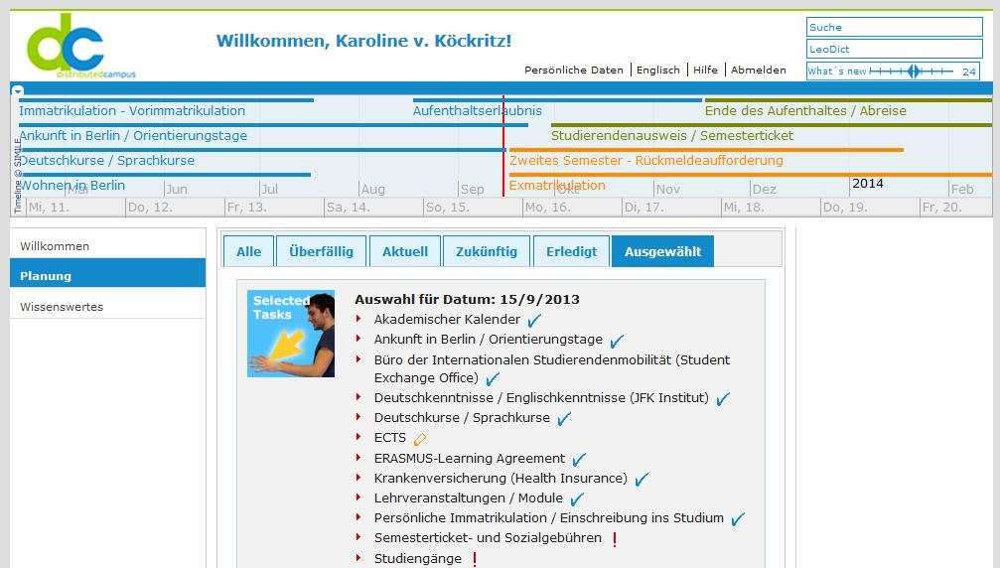 dc
distributedcampus
Willkommen, Karoline v. Köckritz!
Suche
LeoDict
What´s new
24
Persönliche Daten | Englisch | Hilfe | Abmelden
Immatrikulation - Vorimmatrikulation
Aufenthaltserlaubnis
Ende des Aufenthaltes / Abreise
Ankunft in Berlin / Orientierungstage
Studierendenausweis / Semesterticket
Deutschkurse / Sprachkurse
Zweites Semester - Rückmeldeaufforderung
Wohnen in Berlin
Exmatrikulation
Timeline © SIMILE
Mai Jun Jul Aug Sep Okt Nov Dez 2014 Feb
Mi, 11. Do, 12. Fr, 13. Sa, 14. So, 15. Mo, 16. Di, 17. Mi, 18. Do, 19. Fr, 20.
Willkommen
Planung
Wissenswertes
Alle Überfällig Aktuell Zukünftig Erledigt Ausgewählt
Selected
Tasks
Auswahl für Datum: 15/9/2013
Akademischer Kalender
Ankunft in Berlin / Orientierungstage
Büro der Internationalen Studierendenmobilität (Student
Exchange Office)
Deutschkenntnisse / Englischkenntnisse (JFK Institut)
Deutschkurse / Sprachkurse
ECTS
ERASMUS-Learning Agreement
Krankenversicherung (Health Insurance)
Lehrveranstaltungen / Module
Persönliche Immatrikulation / Einschreibung ins Studium
Semesterticket- und Sozialgebühren
Studiengänge